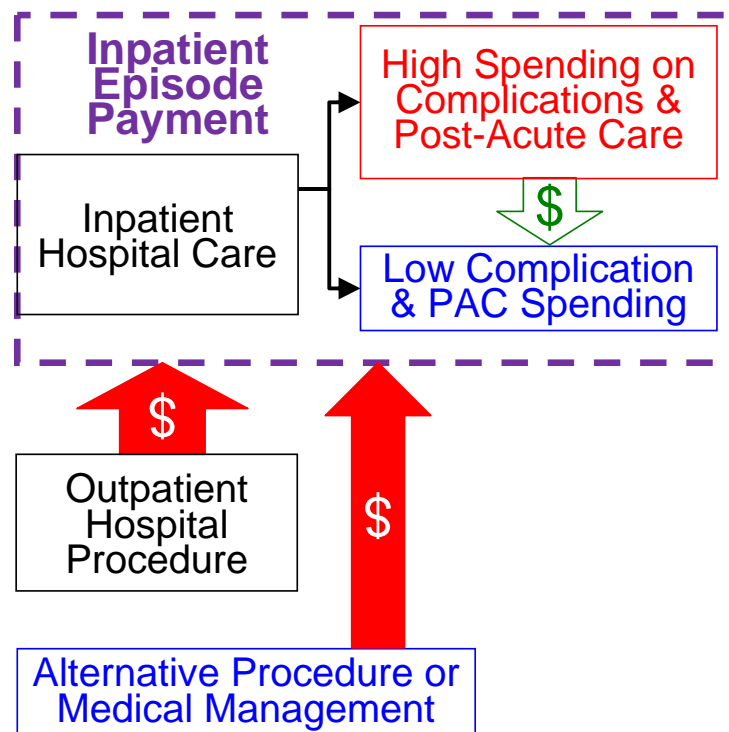 Inpatient
Episode
Payment
High Spending on
Complications &
Post-Acute Care
Inpatient
Hospital Care
$
Low Complication
& PAC Spending
$
$
Outpatient
Hospital
Procedure
Alternative Procedure or
Medical Management